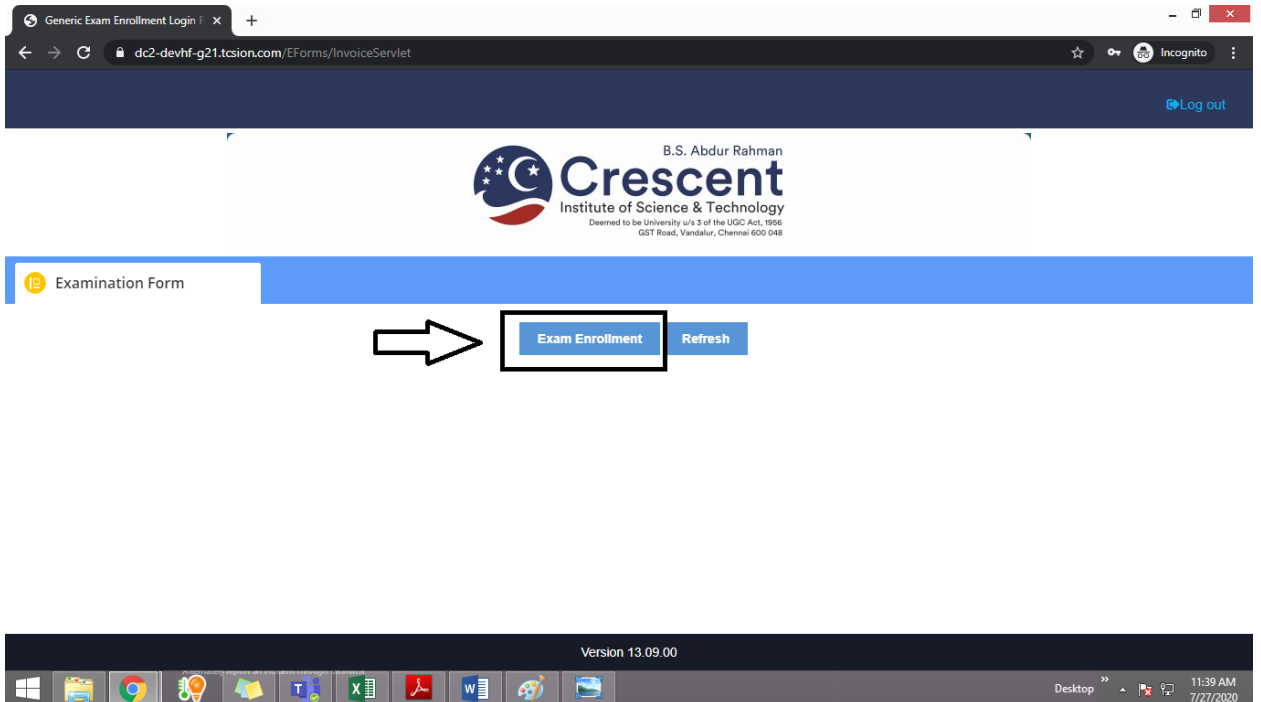 Generic Exam Enrollment Login F
dc2-devhf-g21.tcsion.com/EForms/InvoiceServlet
Incognito
Log out
B.S. Abdur Rahman
Crescent
Institute of Science & Technology
Deemed to be University u/s 3 of the UGC Act, 1956
GST Road, Vandalur, Chennai 600 048
Examination Form
Exam Enrollment Refresh
Version 13.09.00
Desktop
11:39 AM
7/27/2020